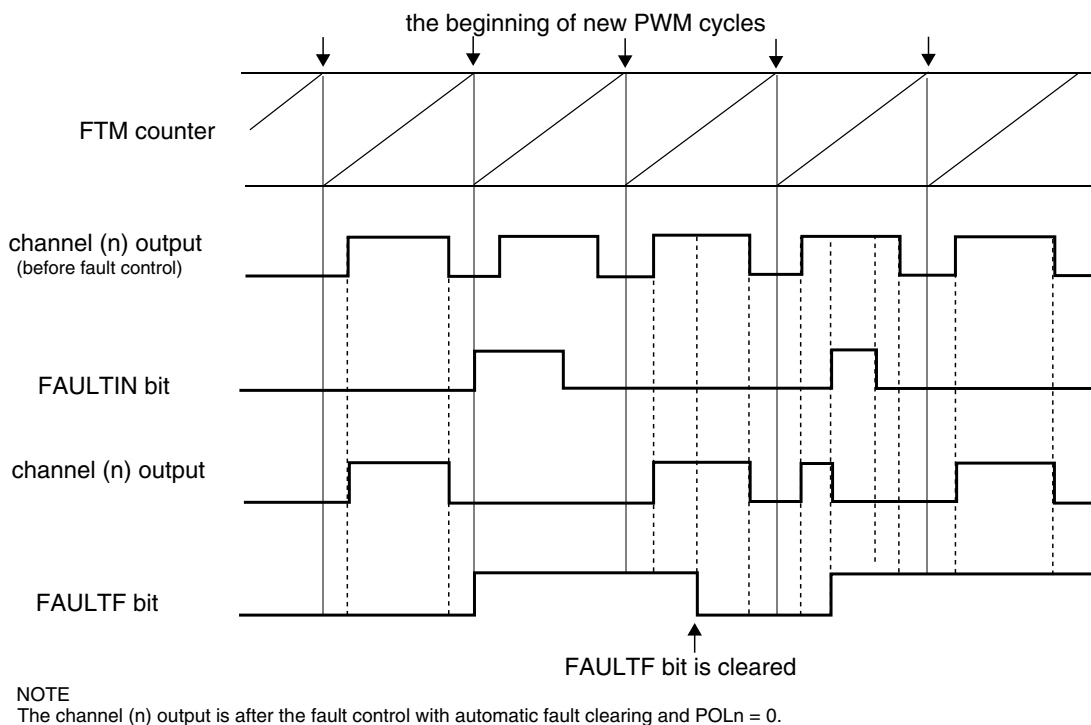 the beginning of new PWM cycles
FTM counter
channel (n) output
(before fault control)
FAULTIN bit
channel (n) output
FAULTF bit
FAULTF bit is cleared
NOTE
The channel (n) output is after the fault control with automatic fault clearing and POLn = 0.